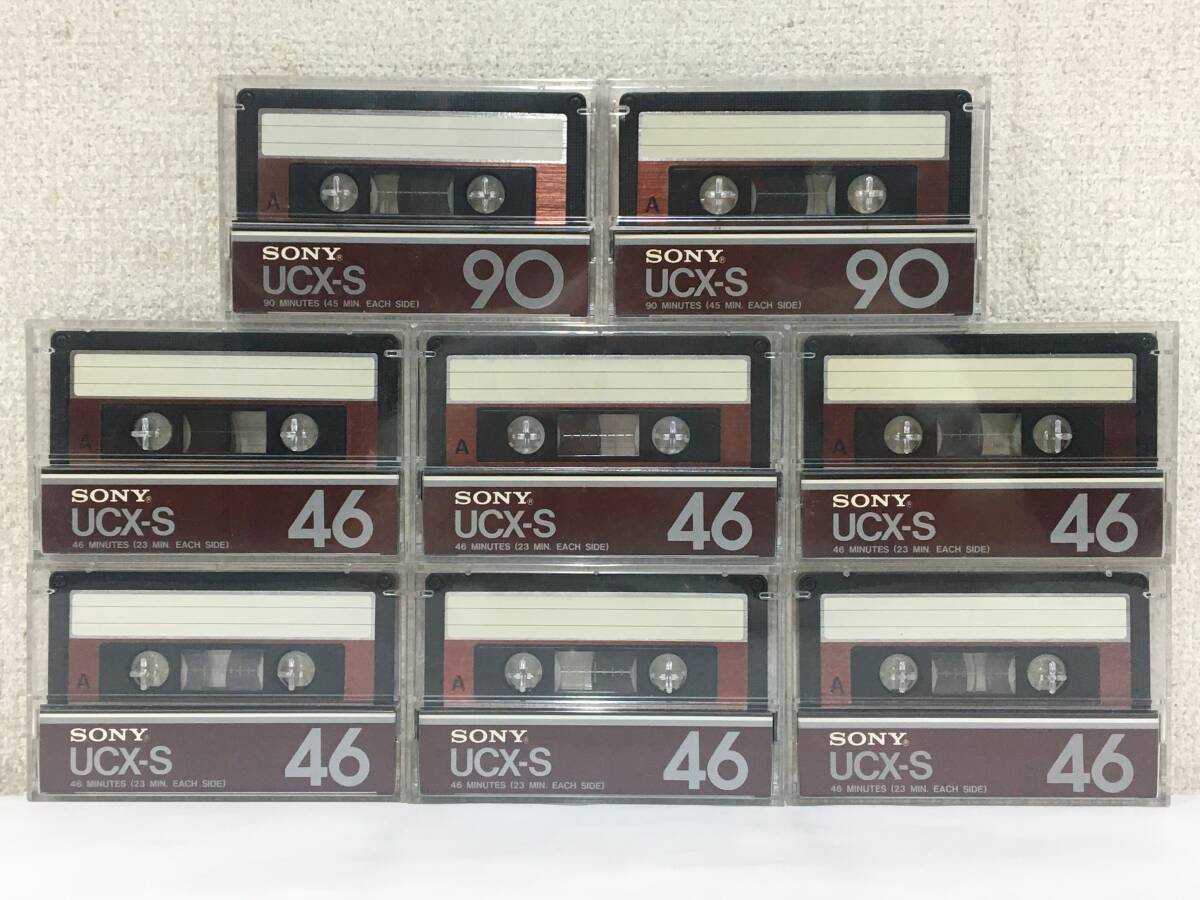 A
SONY®
UCX-S 90
90 MINUTES (45 MIN. EACH SIDE)
A
SONY®
UCX-S 90
90 MINUTES (45 MIN. EACH SIDE)
A
SONY®
UCX-S 46
46 MINUTES (23 MIN. EACH SIDE)
A
SONY®
UCX-S 46
46 MINUTES (23 MIN. EACH SIDE)
A
SONY®
UCX-S 46
46 MINUTES (23 MIN. EACH SIDE)
A
SONY®
UCX-S 46
46 MINUTES (23 MIN. EACH SIDE)
A
SONY®
UCX-S 46
46 MINUTES (23 MIN. EACH SIDE)
A
SONY®
UCX-S 46
46 MINUTES (23 MIN. EACH SIDE)